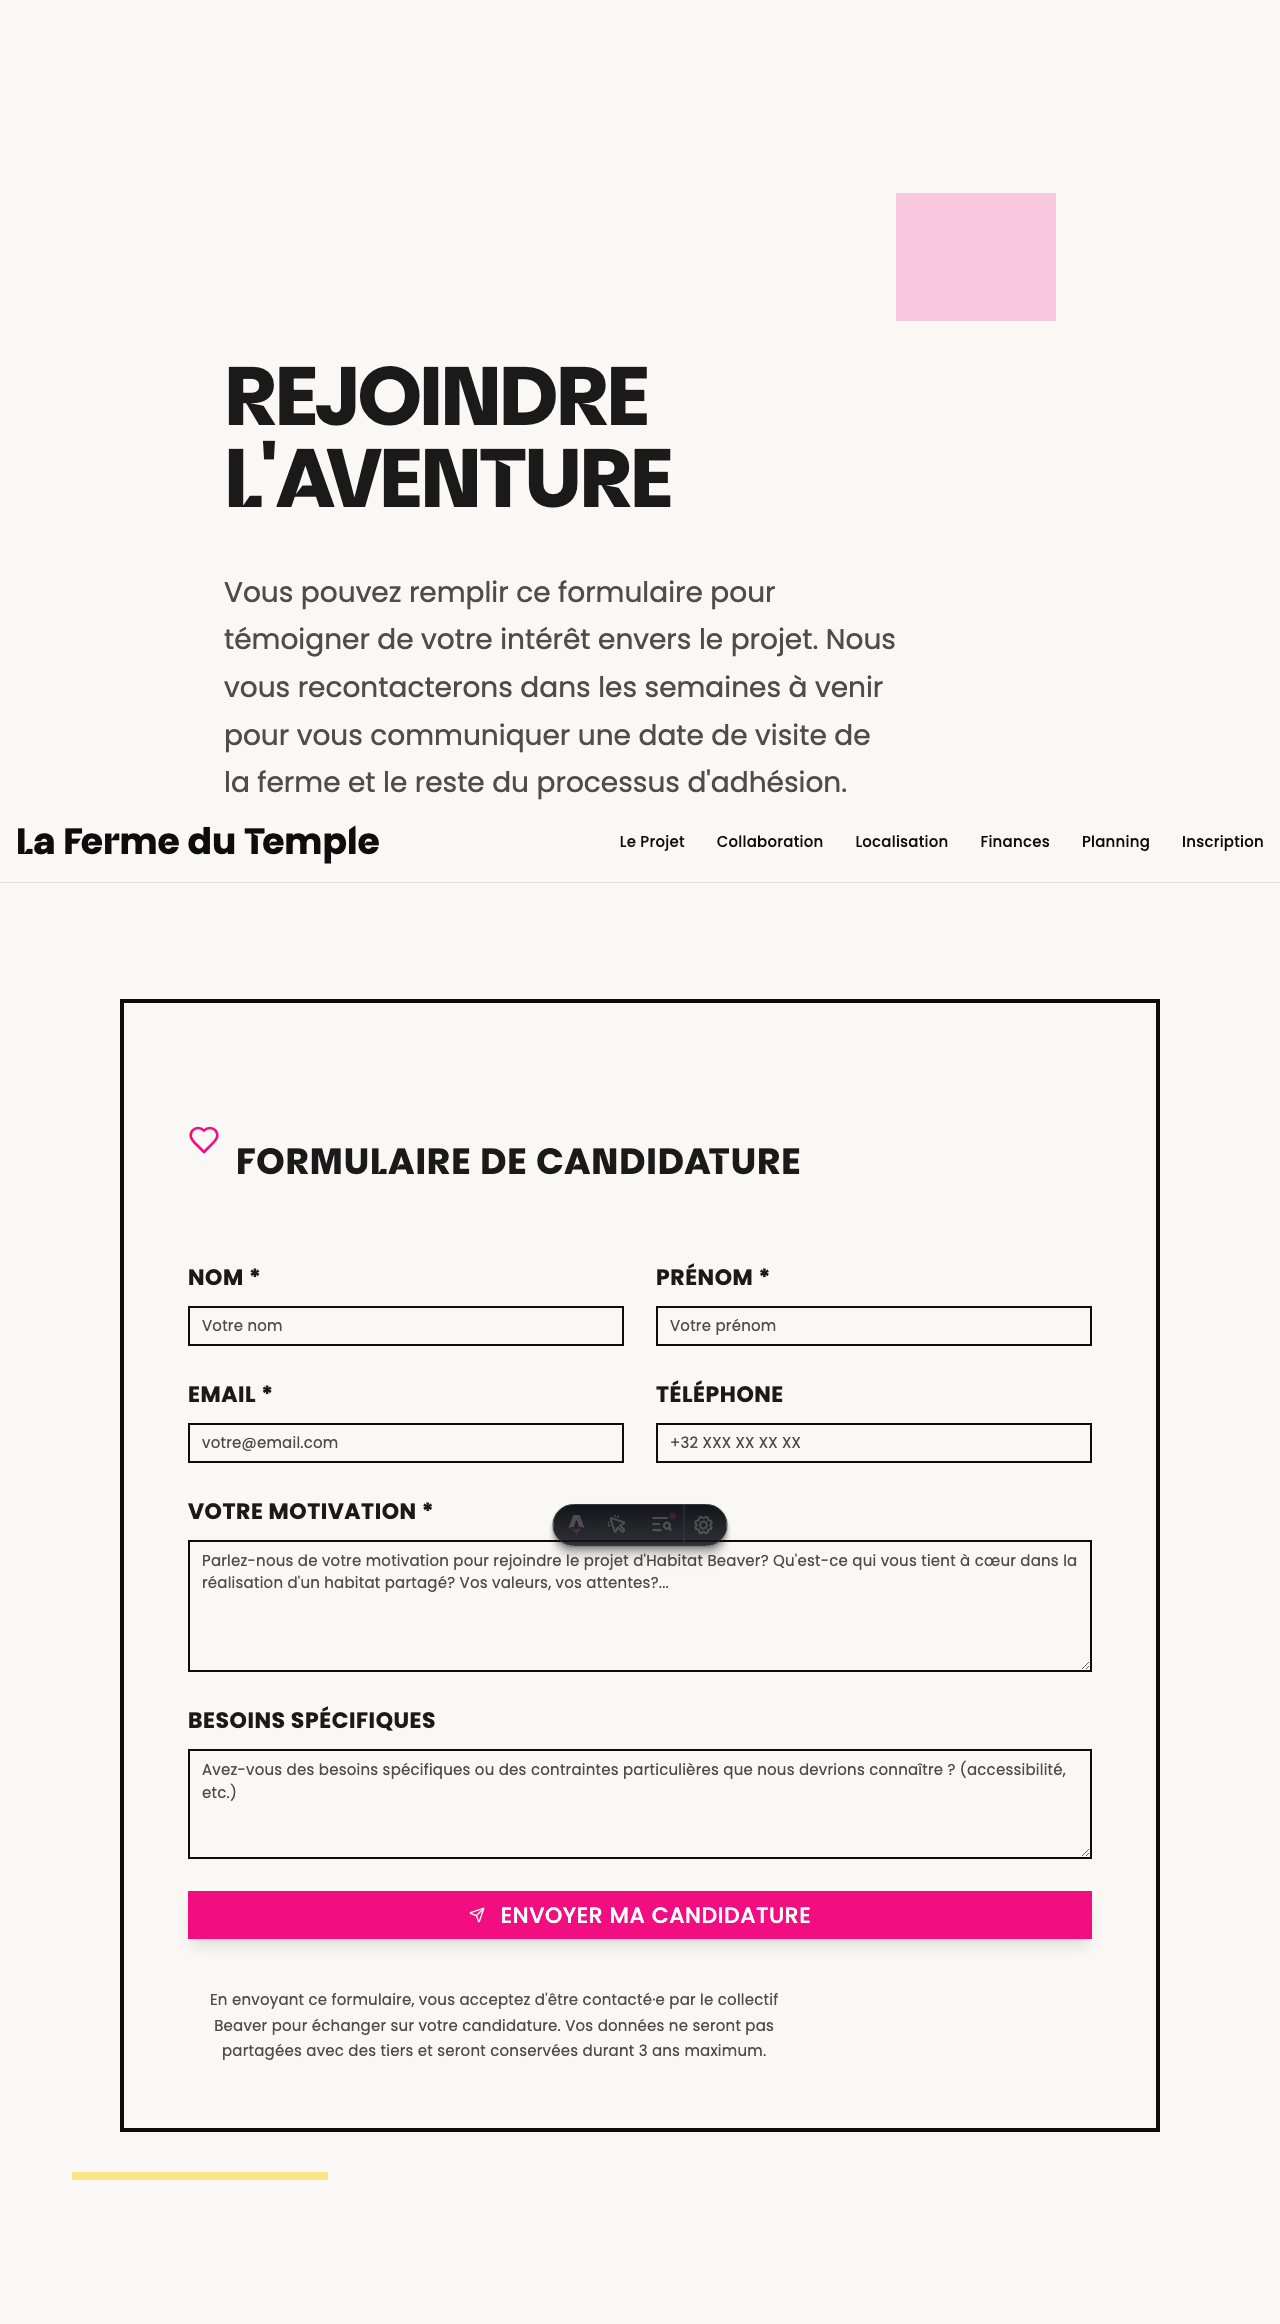 REJOINDRE
L'AVENTURE
Vous pouvez remplir ce formulaire pour
témoigner de votre intérêt envers le projet. Nous
vous recontacterons dans les semaines à venir
pour vous communiquer une date de visite de
la ferme et le reste du processus d'adhésion.
La Ferme du Temple
Le Projet Collaboration Localisation Finances Planning Inscription
FORMULAIRE DE CANDIDATURE
NOM * PRÉNOM *
Votre nom Votre prénom
EMAIL * TÉLÉPHONE
votre@email.com +32 XXX XX XX XX
VOTRE MOTIVATION *
Parlez-nous de votre motivation pour rejoindre le projet d'Habitat Beaver? Qu'est-ce qui vous tient à cœur dans la
réalisation d'un habitat partagé? Vos valeurs, vos attentes?...
BESOINS SPÉCIFIQUES
Avez-vous des besoins spécifiques ou des contraintes particulières que nous devrions connaître ? (accessibilité,
etc.)
ENVOYER MA CANDIDATURE
En envoyant ce formulaire, vous acceptez d'être contacté·e par le collectif
Beaver pour échanger sur votre candidature. Vos données ne seront pas
partagées avec des tiers et seront conservées durant 3 ans maximum.